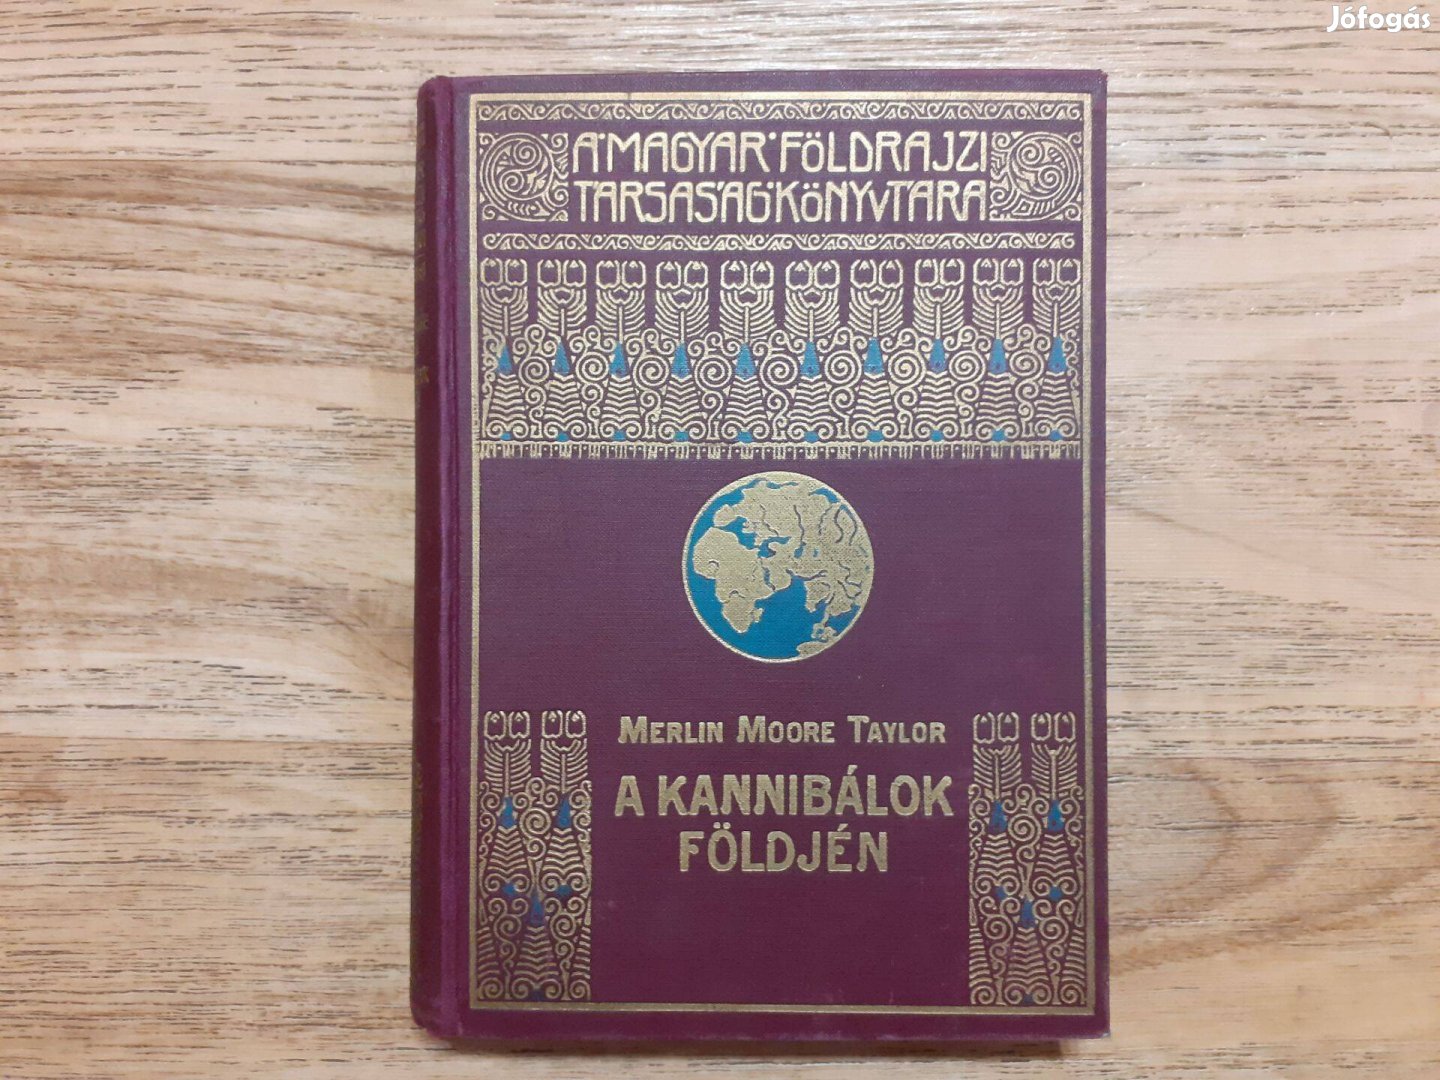 Jófogás
A MAGYAR FÖLDRAJZI
TÁRSASÁG KÖNYVTÁRA
MERLIN MOORE TAYLOR
A KANNIBÁLOK
FÖLDJÉN